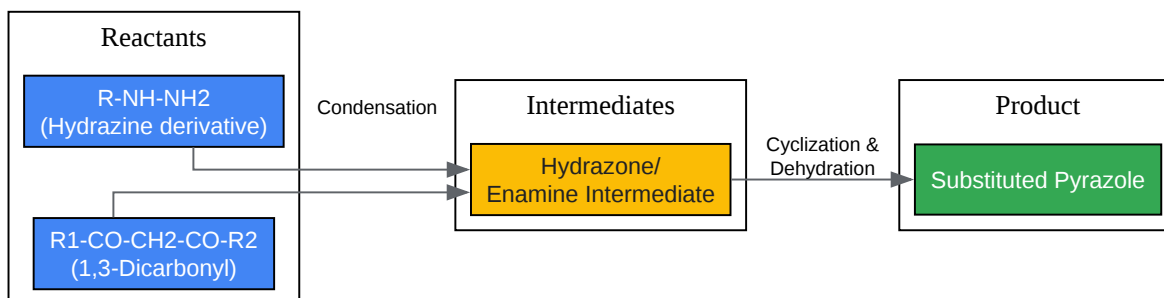 Reactants
R-NH-NH2
(Hydrazine derivative)
R1-CO-CH2-CO-R2
(1,3-Dicarbonyl)
Condensation
Intermediates
Hydrazone/
Enamine Intermediate
Cyclization &
Dehydration
Product
Substituted Pyrazole